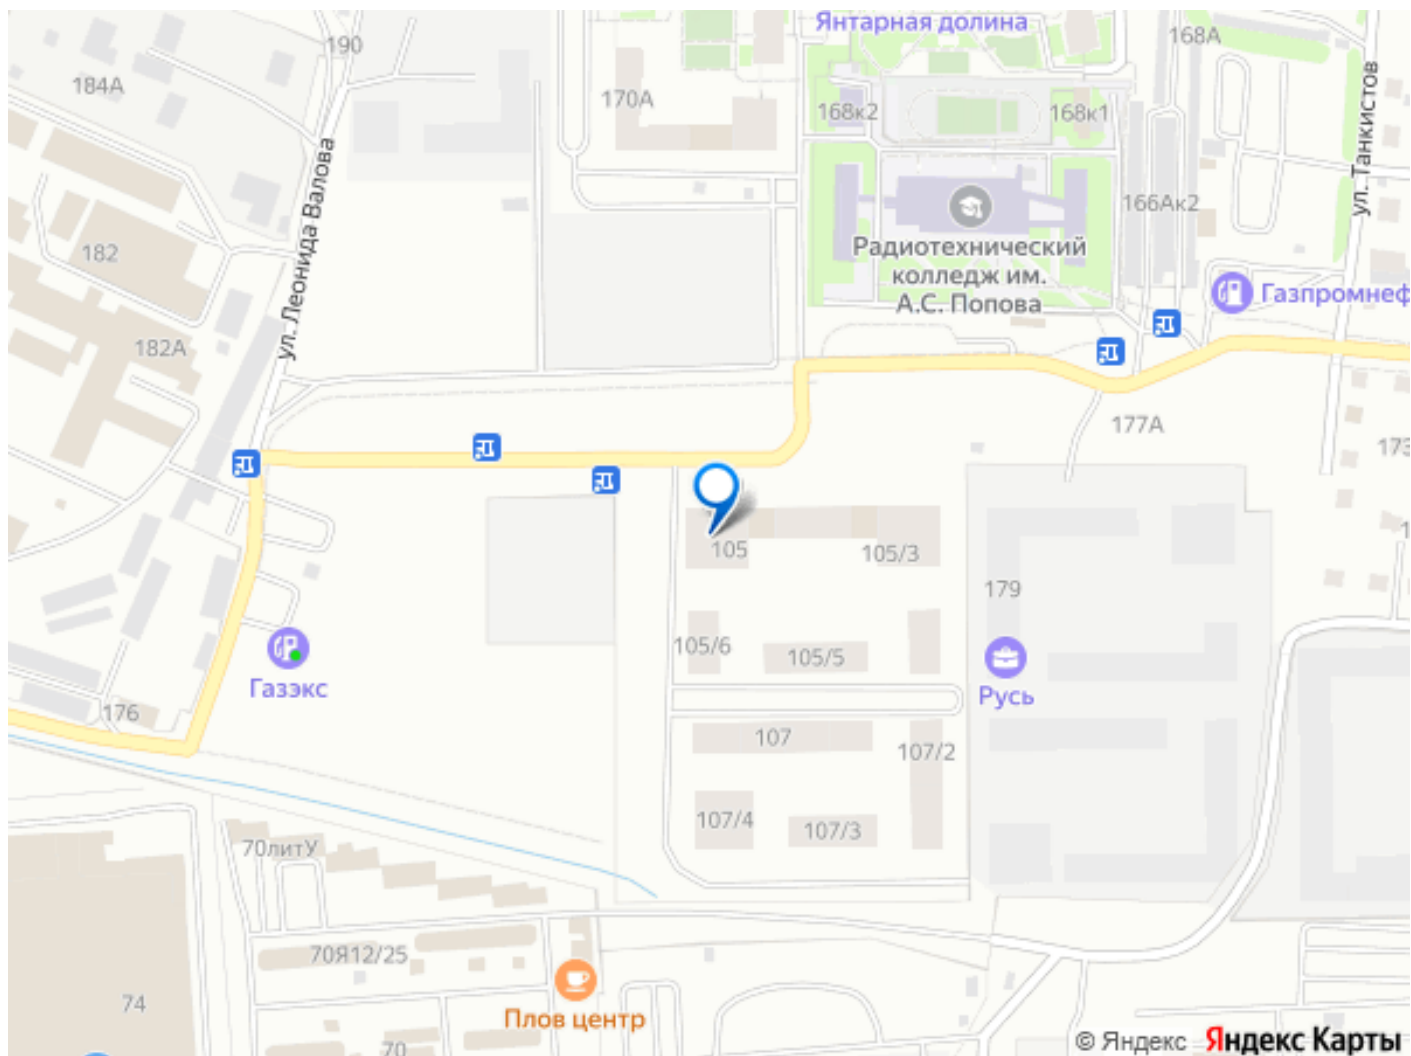 Янтарная долина
190
168А
184А
170А
168к2
168к1
ул. Танкистов
ул. Леонида Валова
166Ак2
182
Радиотехнический
колледж им.
А.С. Попова
Газпромнеф
182А
177А
173
105
105/3
179
105/6
105/5
Газэкс
Русь
176
107
107/2
107/4
107/3
70литУ
70Я12/25
74
Плов центр
70
© Яндекс
Яндекс Карты